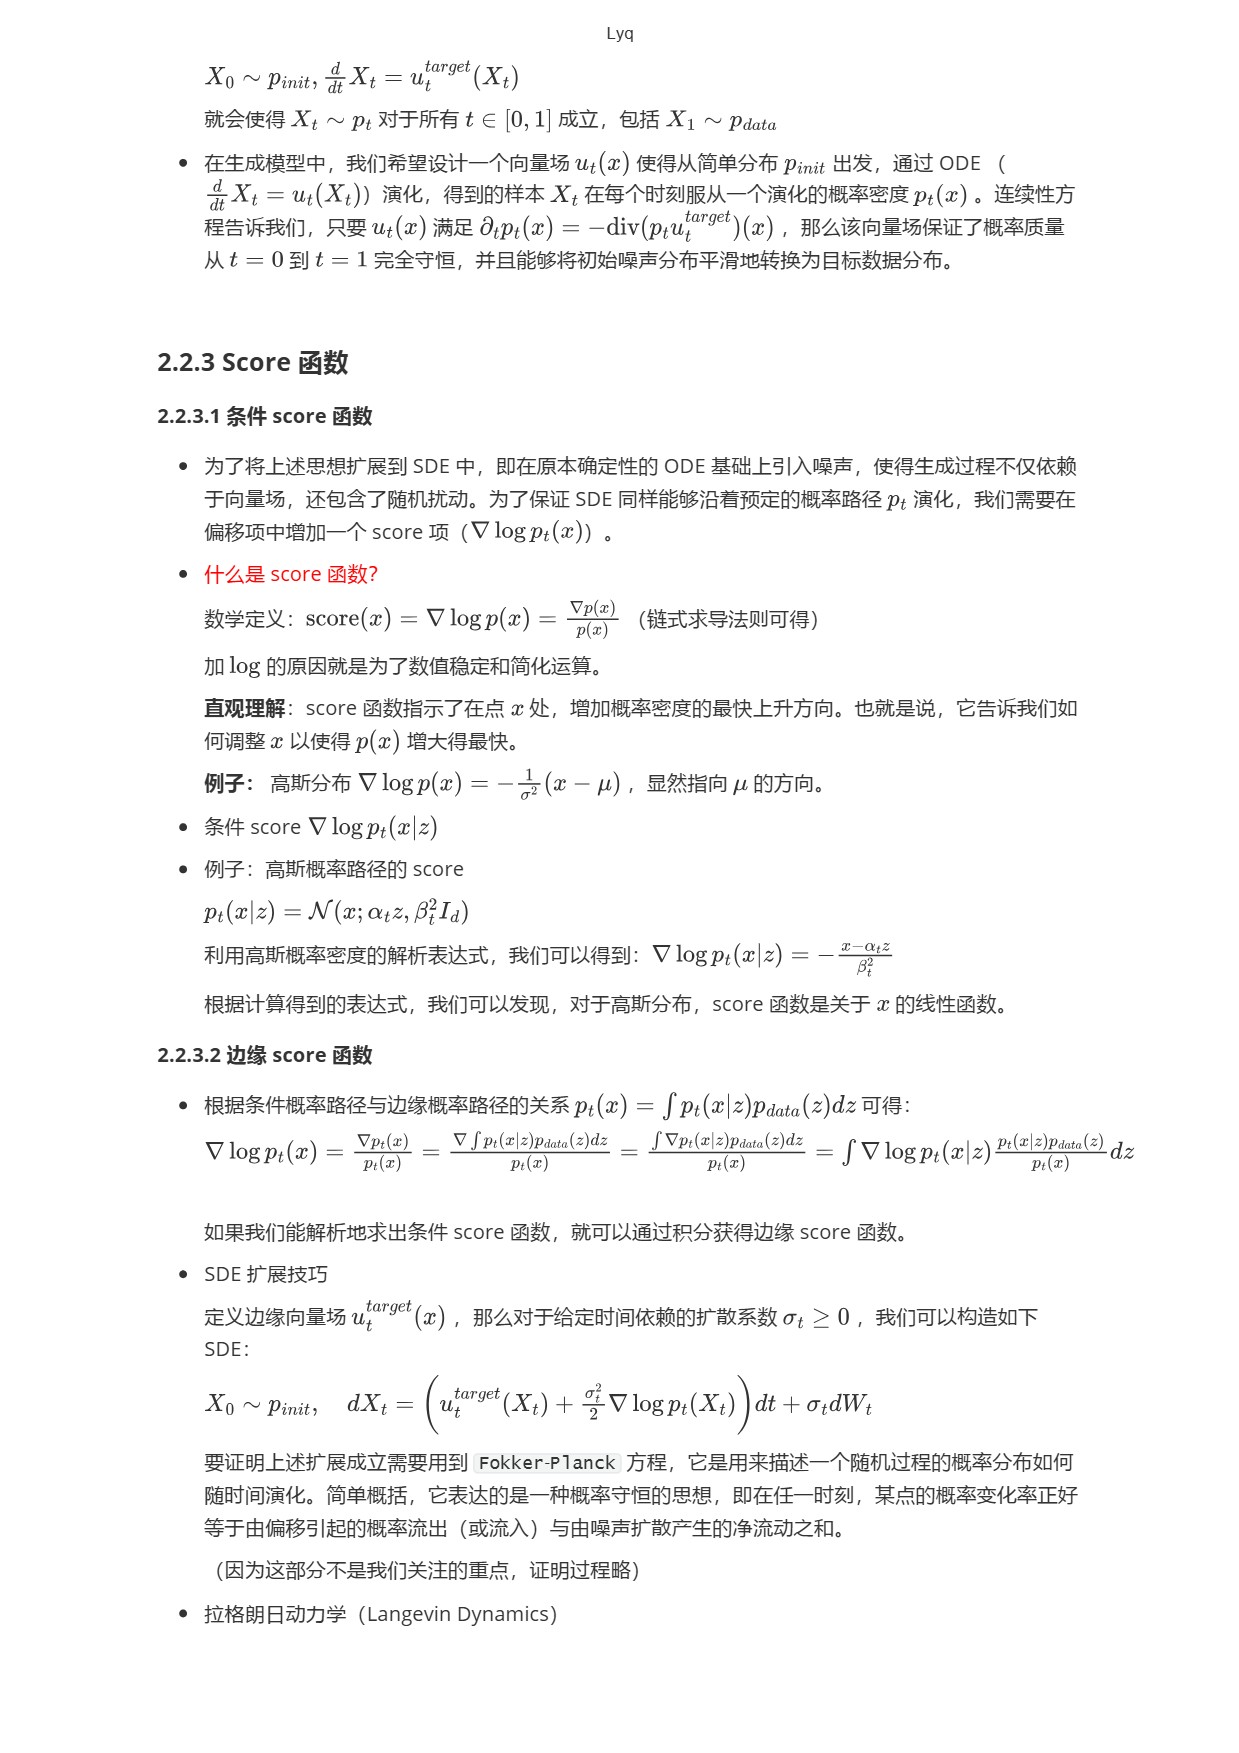 Lyq
$X_0 \sim p_{init}, \frac{d}{dt}X_t = u_t^{target}(X_t)$
就会使得 $X_t \sim p_t$ 对于所有 $t \in [0, 1]$ 成立，包括 $X_1 \sim p_{data}$
• 在生成模型中，我们希望设计一个向量场 $u_t(x)$ 使得从简单分布 $p_{init}$ 出发，通过 ODE （
$\frac{d}{dt}X_t = u_t(X_t)$）演化，得到的样本 $X_t$ 在每个时刻服从一个演化的概率密度 $p_t(x)$ 。连续性方
程告诉我们，只要 $u_t(x)$ 满足 $\partial_t p_t(x) = -\text{div}(p_t u_t^{target})(x)$ ，那么该向量场保证了概率质量
从 $t = 0$ 到 $t = 1$ 完全守恒，并且能够将初始噪声分布平滑地转换为目标数据分布。
2.2.3 Score 函数
2.2.3.1 条件 score 函数
• 为了将上述思想扩展到 SDE 中，即在原本确定性的 ODE 基础上引入噪声，使得生成过程不仅依赖
于向量场，还包含了随机扰动。为了保证 SDE 同样能够沿着预定的概率路径 $p_t$ 演化，我们需要在
偏移项中增加一个 score 项（$\nabla \log p_t(x)$）。
• 什么是 score 函数？
数学定义：$\text{score}(x) = \nabla \log p(x) = \frac{\nabla p(x)}{p(x)}$ （链式求导法则可得）
加 $\log$ 的原因就是为了数值稳定和简化运算。
直观理解：score 函数指示了在点 $x$ 处，增加概率密度的最快上升方向。也就是说，它告诉我们如
何调整 $x$ 以使得 $p(x)$ 增大得最快。
例子： 高斯分布 $\nabla \log p(x) = -\frac{1}{\sigma^2}(x - \mu)$ ，显然指向 $\mu$ 的方向。
• 条件 score $\nabla \log p_t(x|z)$
• 例子：高斯概率路径的 score
$p_t(x|z) = \mathcal{N}(x; \alpha_t z, \beta_t^2 I_d)$
利用高斯概率密度的解析表达式，我们可以得到：$\nabla \log p_t(x|z) = -\frac{x - \alpha_t z}{\beta_t^2}$
根据计算得到的表达式，我们可以发现，对于高斯分布，score 函数是关于 $x$ 的线性函数。
2.2.3.2 边缘 score 函数
• 根据条件概率路径与边缘概率路径的关系 $p_t(x) = \int p_t(x|z)p_{data}(z)dz$ 可得：
$\nabla \log p_t(x) = \frac{\nabla p_t(x)}{p_t(x)} = \frac{\nabla \int p_t(x|z)p_{data}(z)dz}{p_t(x)} = \frac{\int \nabla p_t(x|z)p_{data}(z)dz}{p_t(x)} = \int \nabla \log p_t(x|z) \frac{p_t(x|z)p_{data}(z)}{p_t(x)} dz$
如果我们能解析地求出条件 score 函数，就可以通过积分获得边缘 score 函数。
• SDE 扩展技巧
定义边缘向量场 $u_t^{target}(x)$ ，那么对于给定时间依赖的扩散系数 $\sigma_t \geq 0$ ，我们可以构造如下
SDE：
$X_0 \sim p_{init}, \quad dX_t = \left( u_t^{target}(X_t) + \frac{\sigma_t^2}{2} \nabla \log p_t(X_t) \right) dt + \sigma_t dW_t$
要证明上述扩展成立需要用到 Fokker-Planck 方程，它是用来描述一个随机过程的概率分布如何
随时间演化。简单概括，它表达的是一种概率守恒的思想，即在任一时刻，某点的概率变化率正好
等于由偏移引起的概率流出（或流入）与由噪声扩散产生的净流动之和。
（因为这部分不是我们关注的重点，证明过程略）
• 拉格朗日动力学（Langevin Dynamics）